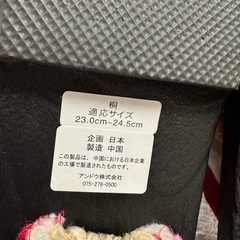 桐
適応サイズ
23.0cm~24.5cm
企画 日本
製造 中国
この製品は、中国における日本企業
の工場で製造されたものです。
アンドウ株式会社
075-278-0500